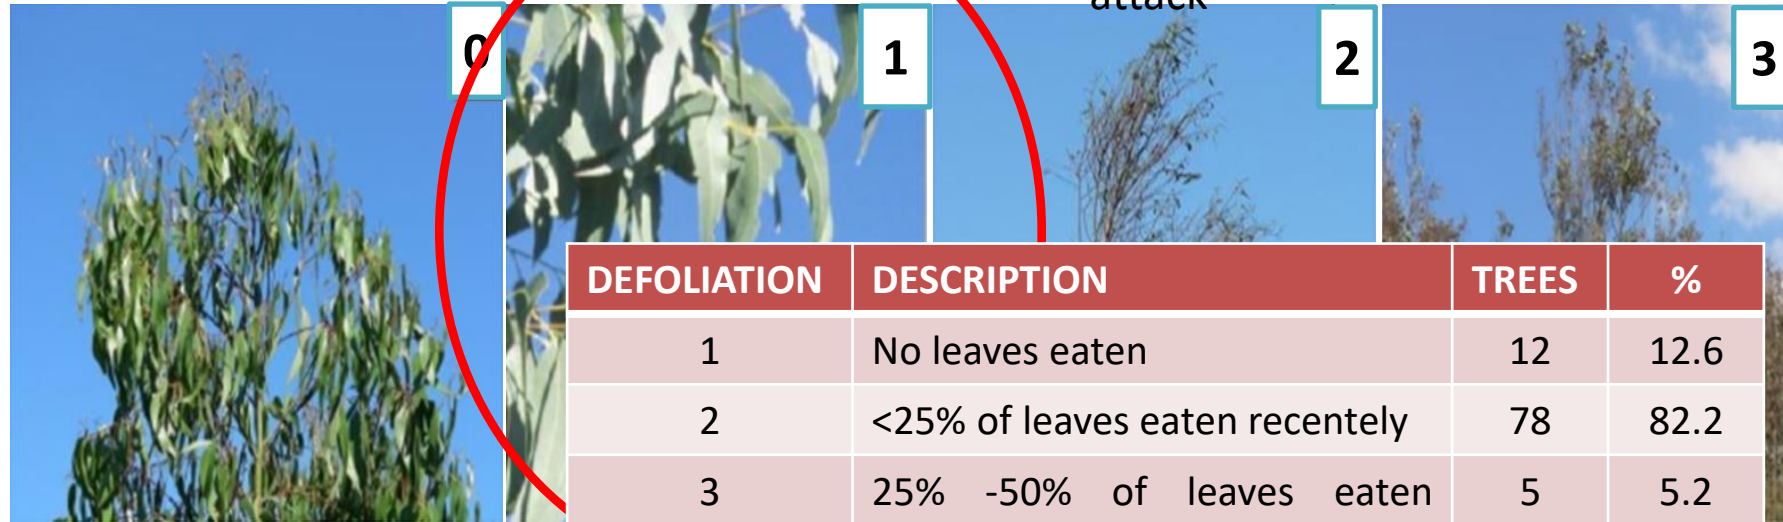 attack
0
1
2
3
DEFOLIATION DESCRIPTION TREES %
1 No leaves eaten 12 12.6
2 <25% of leaves eaten recentely 78 82.2
3 25% -50% of leaves eaten 5 5.2